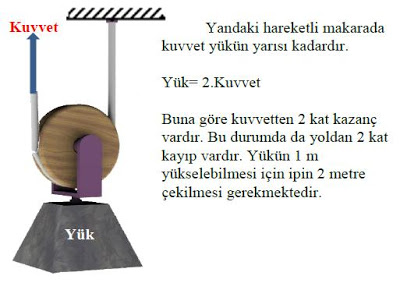 Kuvvet
Yük
Yandaki hareketli makarada
kuvvet yükün yarısı kadardır.
Yük= 2.Kuvvet
Buna göre kuvvetten 2 kat kazanç
vardır. Bu durumda da yoldan 2 kat
kayıp vardır. Yükün 1 m
yükselebilmesi için ipin 2 metre
çekilmesi gerekmektedir.